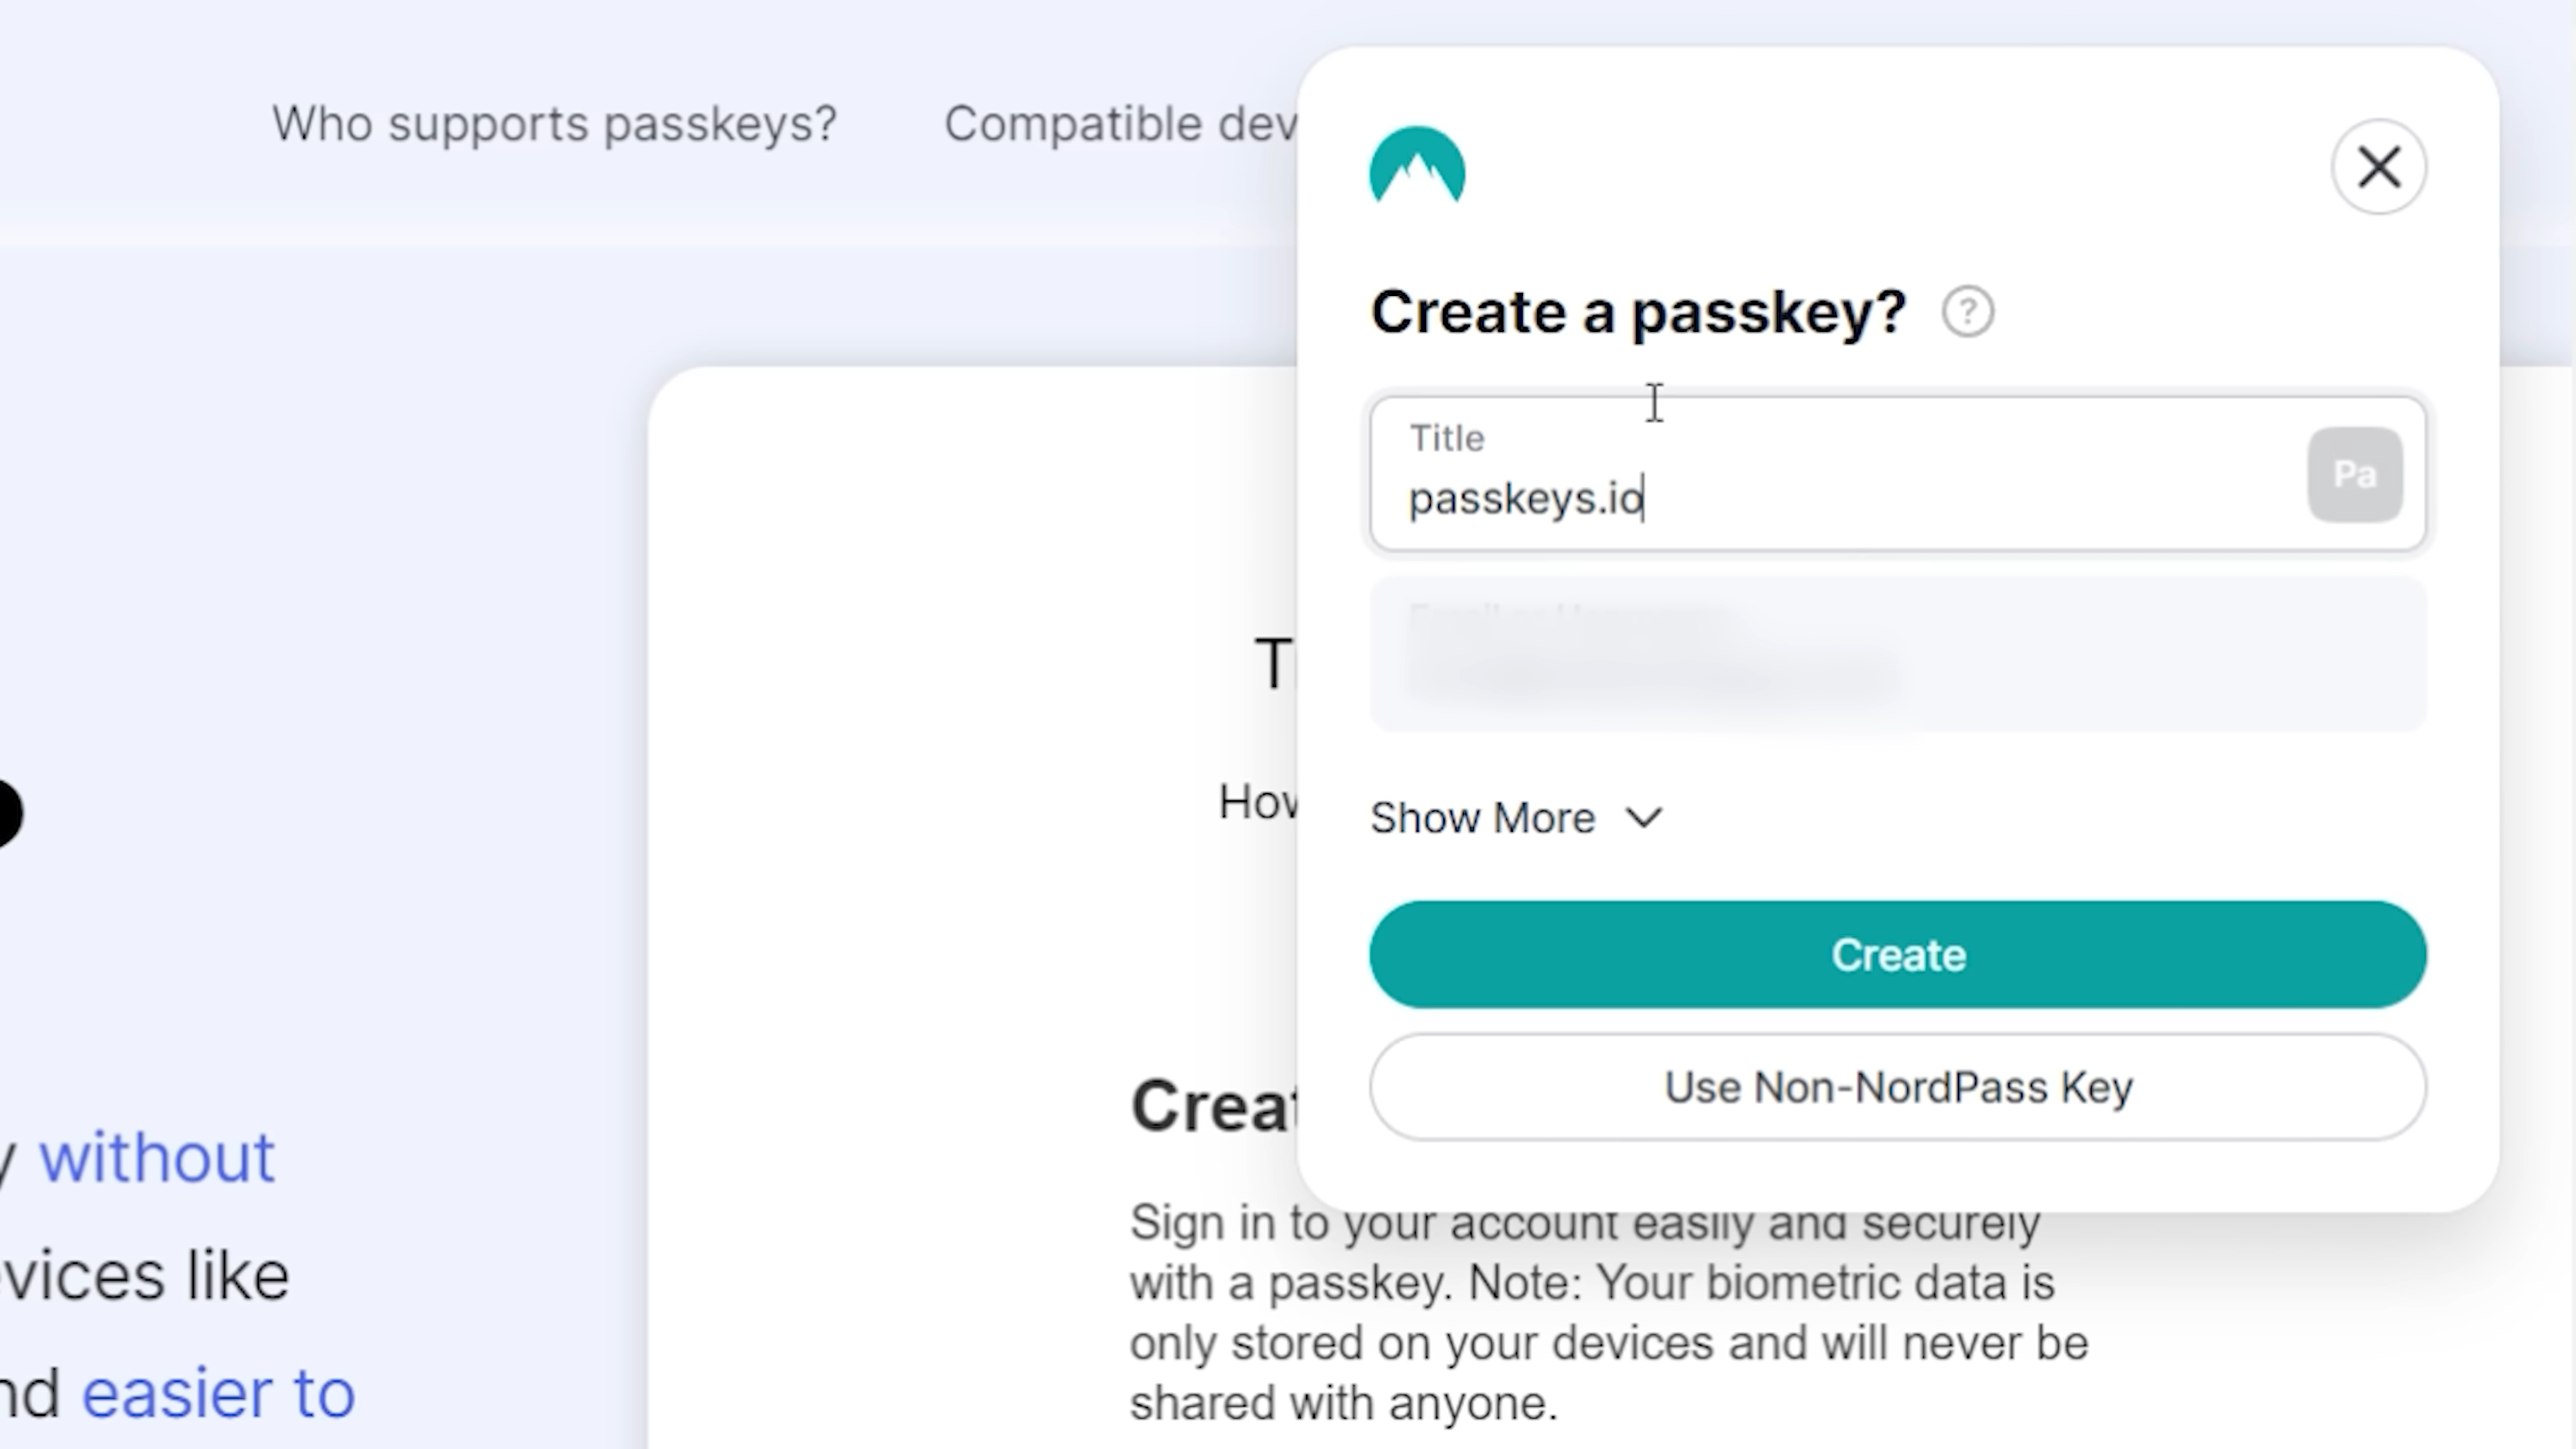 Who supports passkeys?
Compatible dev
Create a passkey?
?
Title
passkeys.io
Pa
Show More
Create
Use Non-NordPass Key
T
How
Creat
Sign in to your account easily and securely
with a passkey. Note: Your biometric data is
only stored on your devices and will never be
shared with anyone.
y without
evices like
nd easier to